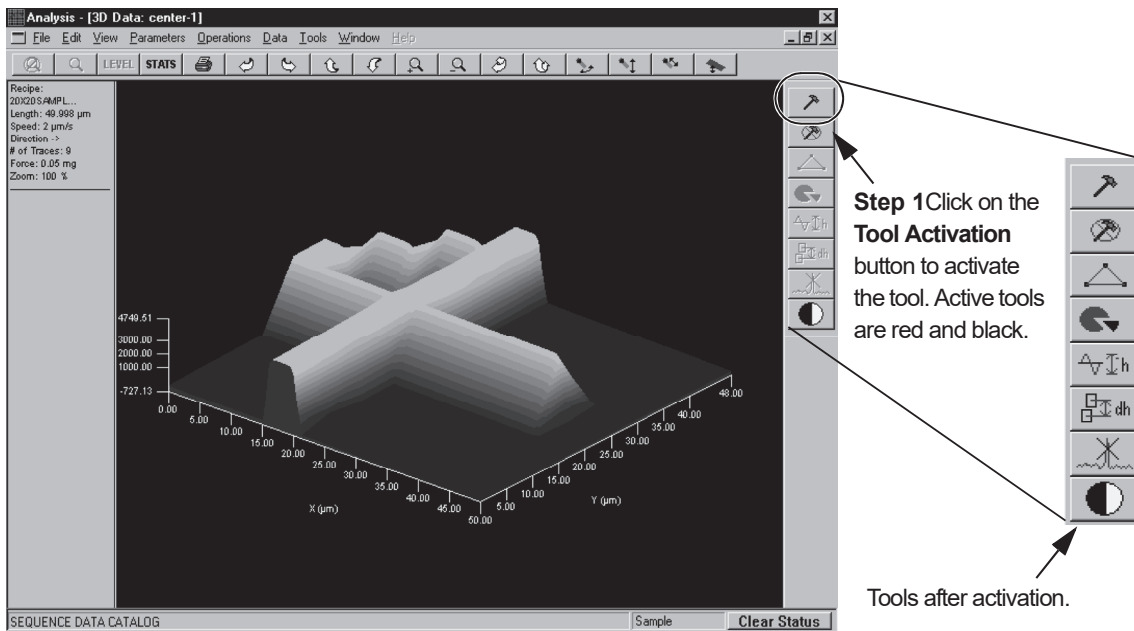 Analysis - [3D Data: center-1]
File Edit View Parameters Operations Data Tools Window Help
LEVEL STATS
Recipe:
20X20SAMPL...
Length: 49.998 µm
Speed: 2 µm/s
Direction ->
# of Traces: 9
Force: 0.05 mg
Zoom: 100 %
4749.51
3000.00
2000.00
1000.00
-727.13
0.00
5.00
10.00
15.00
20.00
25.00
30.00
35.00
40.00
45.00
50.00
X (µm)
5.00
10.00
15.00
20.00
25.00
30.00
35.00
40.00
48.00
Y (µm)
h
dh
SEQUENCE DATA CATALOG
Sample
Clear Status
Step 1Click on the
Tool Activation
button to activate
the tool. Active tools
are red and black.
h
dh
Tools after activation.